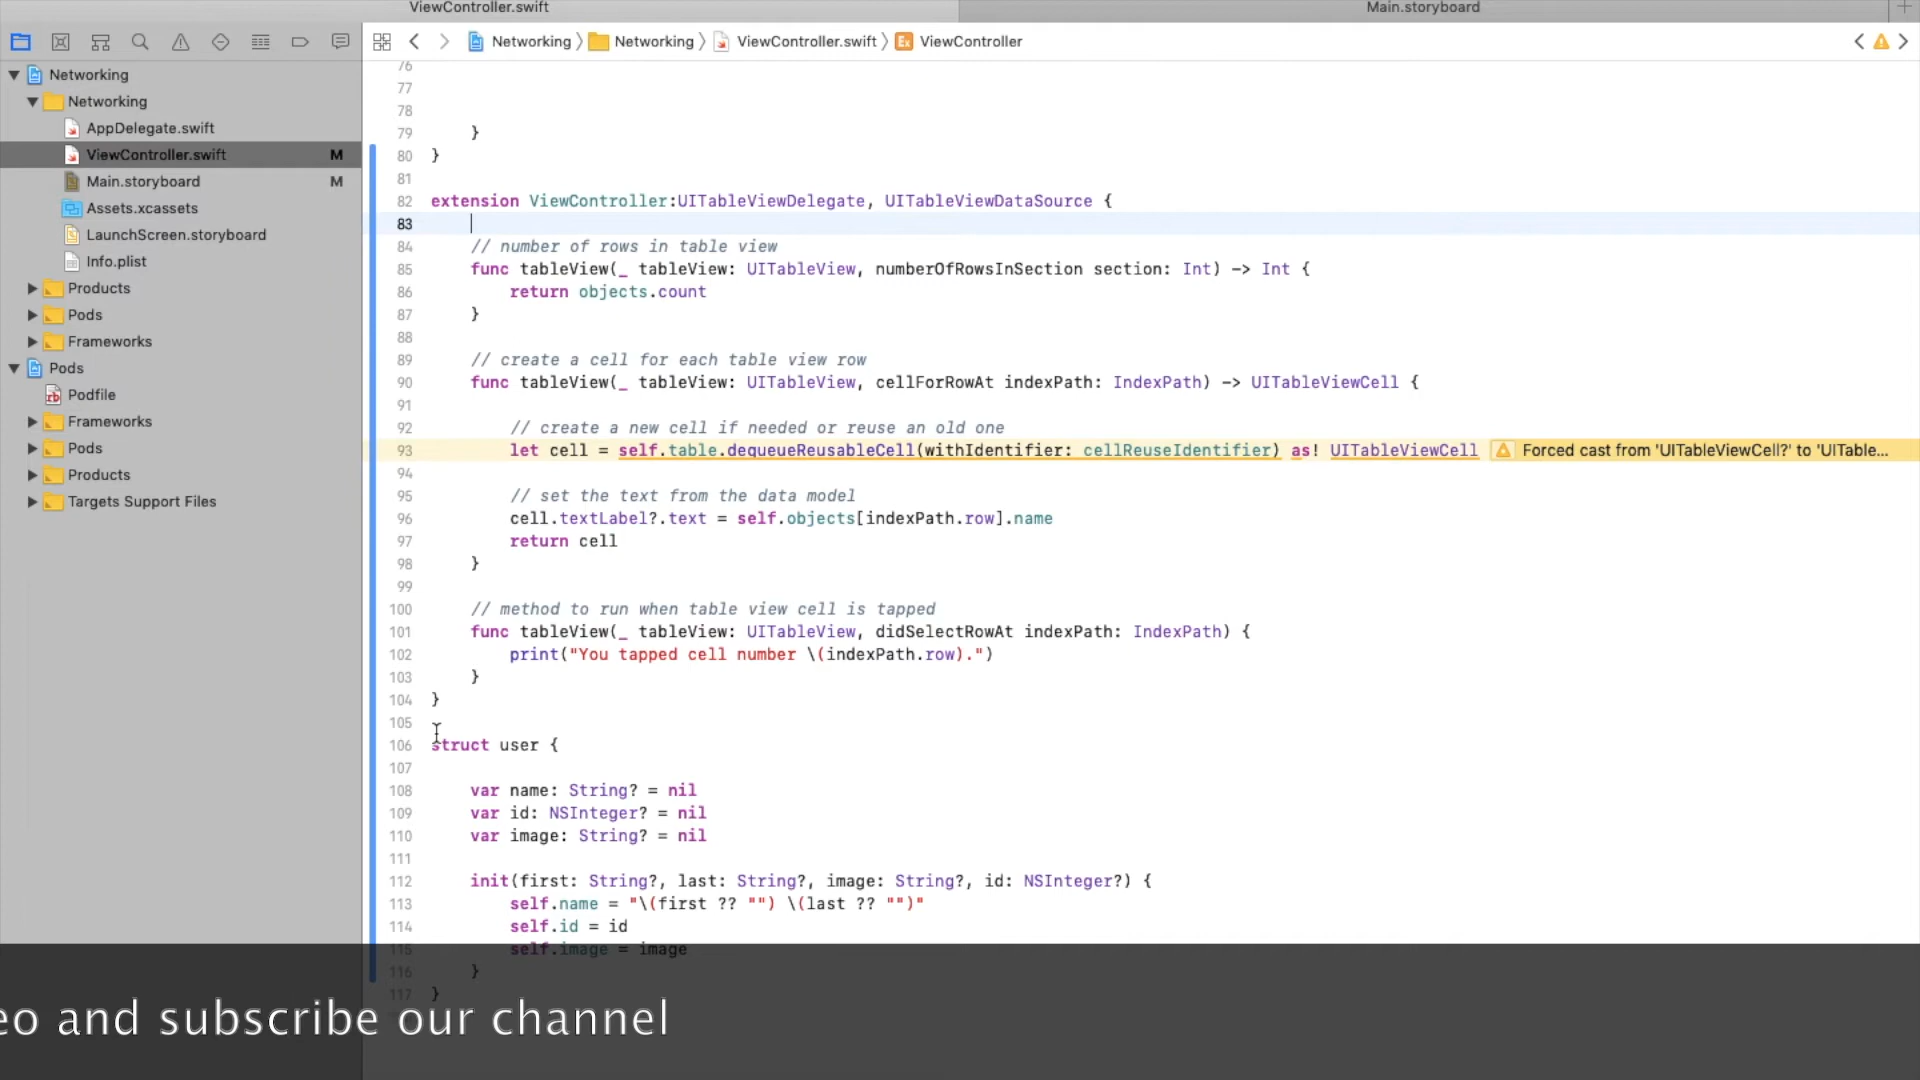 ViewController.swift
Main.storyboard
Networking 〉 Networking 〉 ViewController.swift 〉 Ex ViewController
Networking
Networking
AppDelegate.swift
ViewController.swift M
Main.storyboard M
Assets.xcassets
LaunchScreen.storyboard
Info.plist
Products
Pods
Frameworks
Pods
Podfile
Frameworks
Pods
Products
Targets Support Files
76
77
78
79 }
80 }
81
82 extension ViewController:UITableViewDelegate, UITableViewDataSource {
83
84 // number of rows in table view
85 func tableView(_ tableView: UITableView, numberOfRowsInSection section: Int) -> Int {
86 return objects.count
87 }
88
89 // create a cell for each table view row
90 func tableView(_ tableView: UITableView, cellForRowAt indexPath: IndexPath) -> UITableViewCell {
91
92 // create a new cell if needed or reuse an old one
93 let cell = self.table.dequeueReusableCell(withIdentifier: cellReuseIdentifier) as! UITableViewCell Forced cast from 'UITableViewCell?' to 'UITable...
94
95 // set the text from the data model
96 cell.textLabel?.text = self.objects[indexPath.row].name
97 return cell
98 }
99
100 // method to run when table view cell is tapped
101 func tableView(_ tableView: UITableView, didSelectRowAt indexPath: IndexPath) {
102 print("You tapped cell number \(indexPath.row).")
103 }
104 }
105
106 struct user {
107
108 var name: String? = nil
109 var id: NSInteger? = nil
110 var image: String? = nil
111
112 init(first: String?, last: String?, image: String?, id: NSInteger?) {
113 self.name = "\(first ?? "") \(last ?? "")"
114 self.id = id
115 self.image = image
116 }
117 }
eo and subscribe our channel